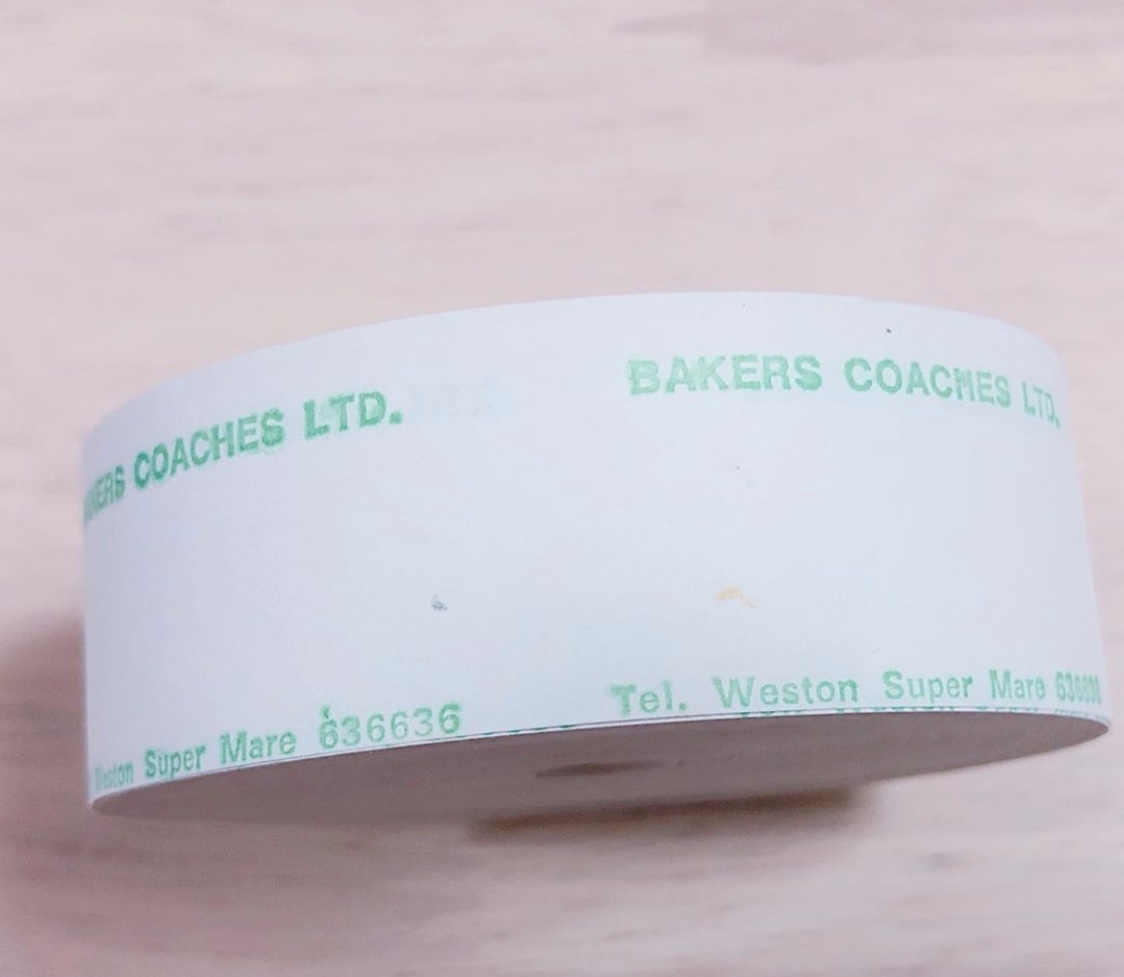 COACHES LTD.
BAKERS COACHES LTD.
Super Mare 636636
Tel. Weston Super Mare